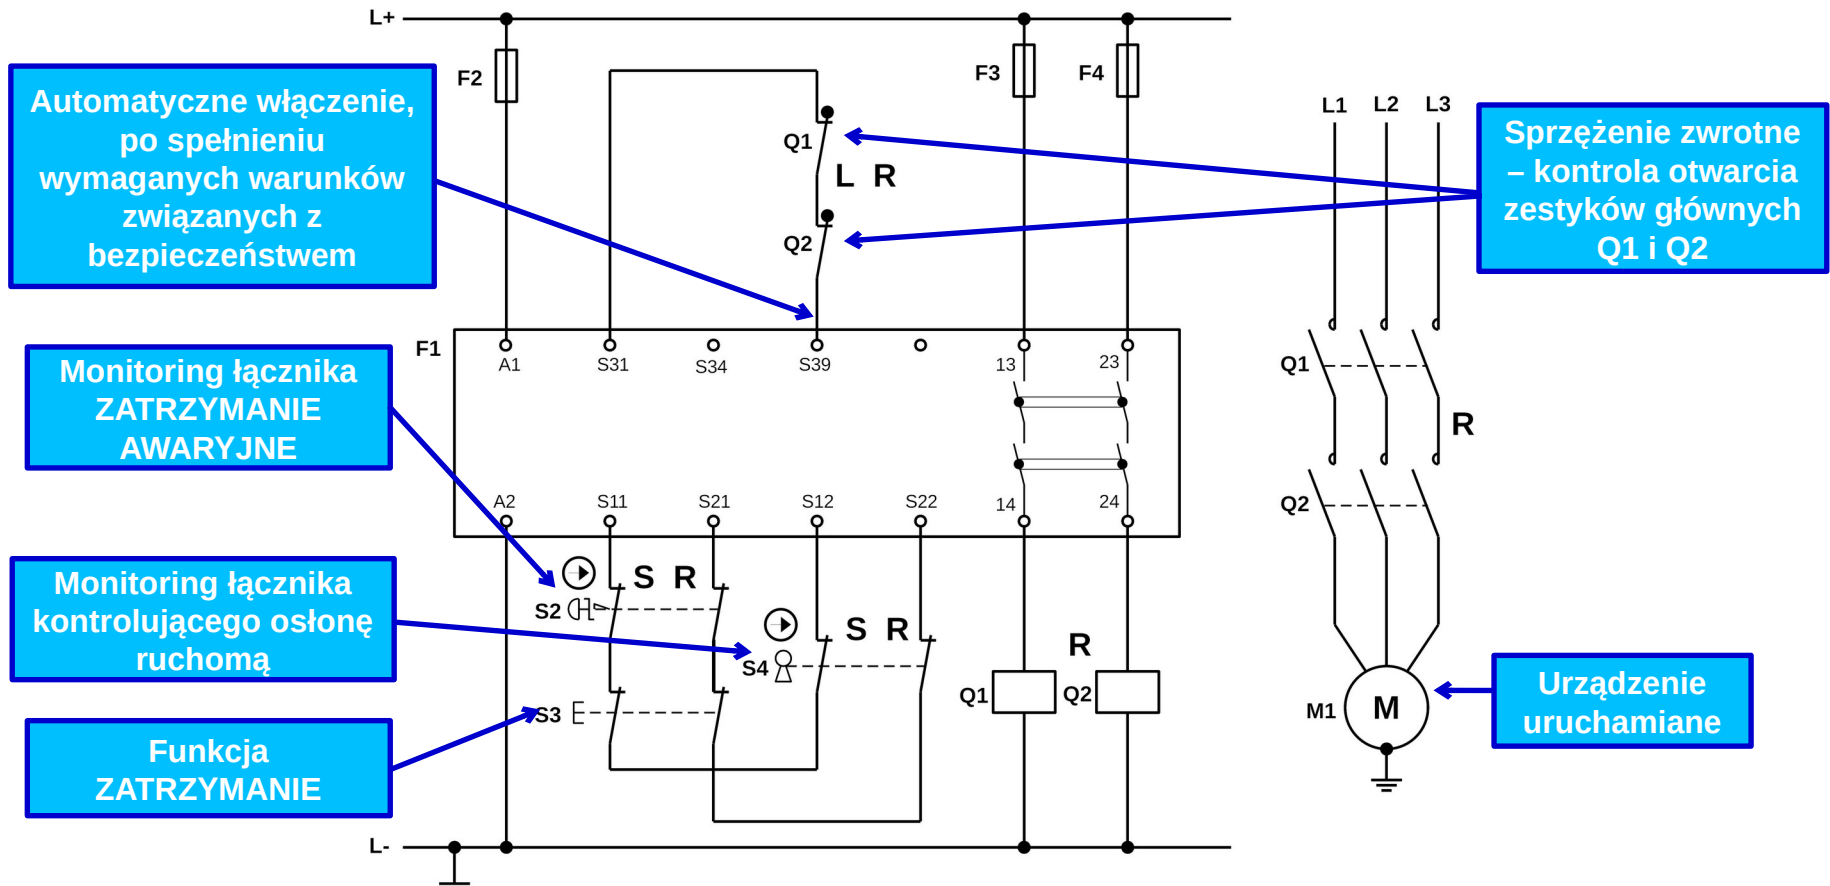 L+
F2
F3
F4
Automatyczne włączenie,
po spełnieniu
wymaganych warunków
związanych z
bezpieczeństwem
Q1
L R
Q2
L1 L2 L3
Sprzężenie zwrotne
– kontrola otwarcia
zestyków głównych
Q1 i Q2
F1
A1 S31 S34 S39 13 23
Monitoring łącznika
ZATRZYMANIE
AWARYJNE
Q1
R
Q2
A2 S11 S21 S12 S22 14 24
Monitoring łącznika
kontrolującego osłonę
ruchomą
S R
S2
S R
S4
S3
R
Q1
Q2
M1
M
Urządzenie
uruchamiane
Funkcja
ZATRZYMANIE
L-